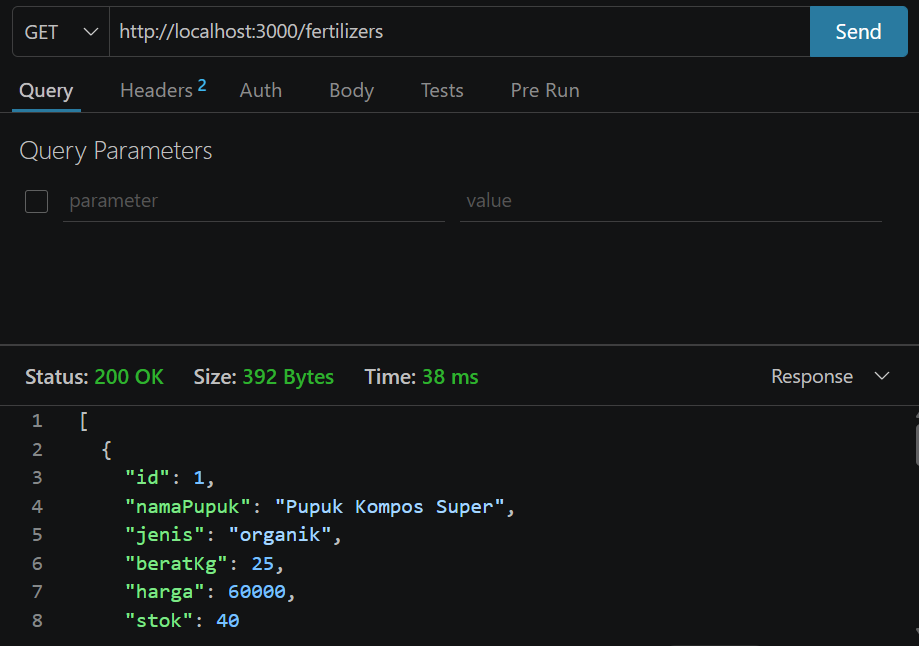 GET http://localhost:3000/fertilizers Send
Query Headers 2 Auth Body Tests Pre Run
Query Parameters
parameter value
Status: 200 OK Size: 392 Bytes Time: 38 ms Response
1 [
2 {
3 "id": 1,
4 "namaPupuk": "Pupuk Kompos Super",
5 "jenis": "organik",
6 "beratKg": 25,
7 "harga": 60000,
8 "stok": 40